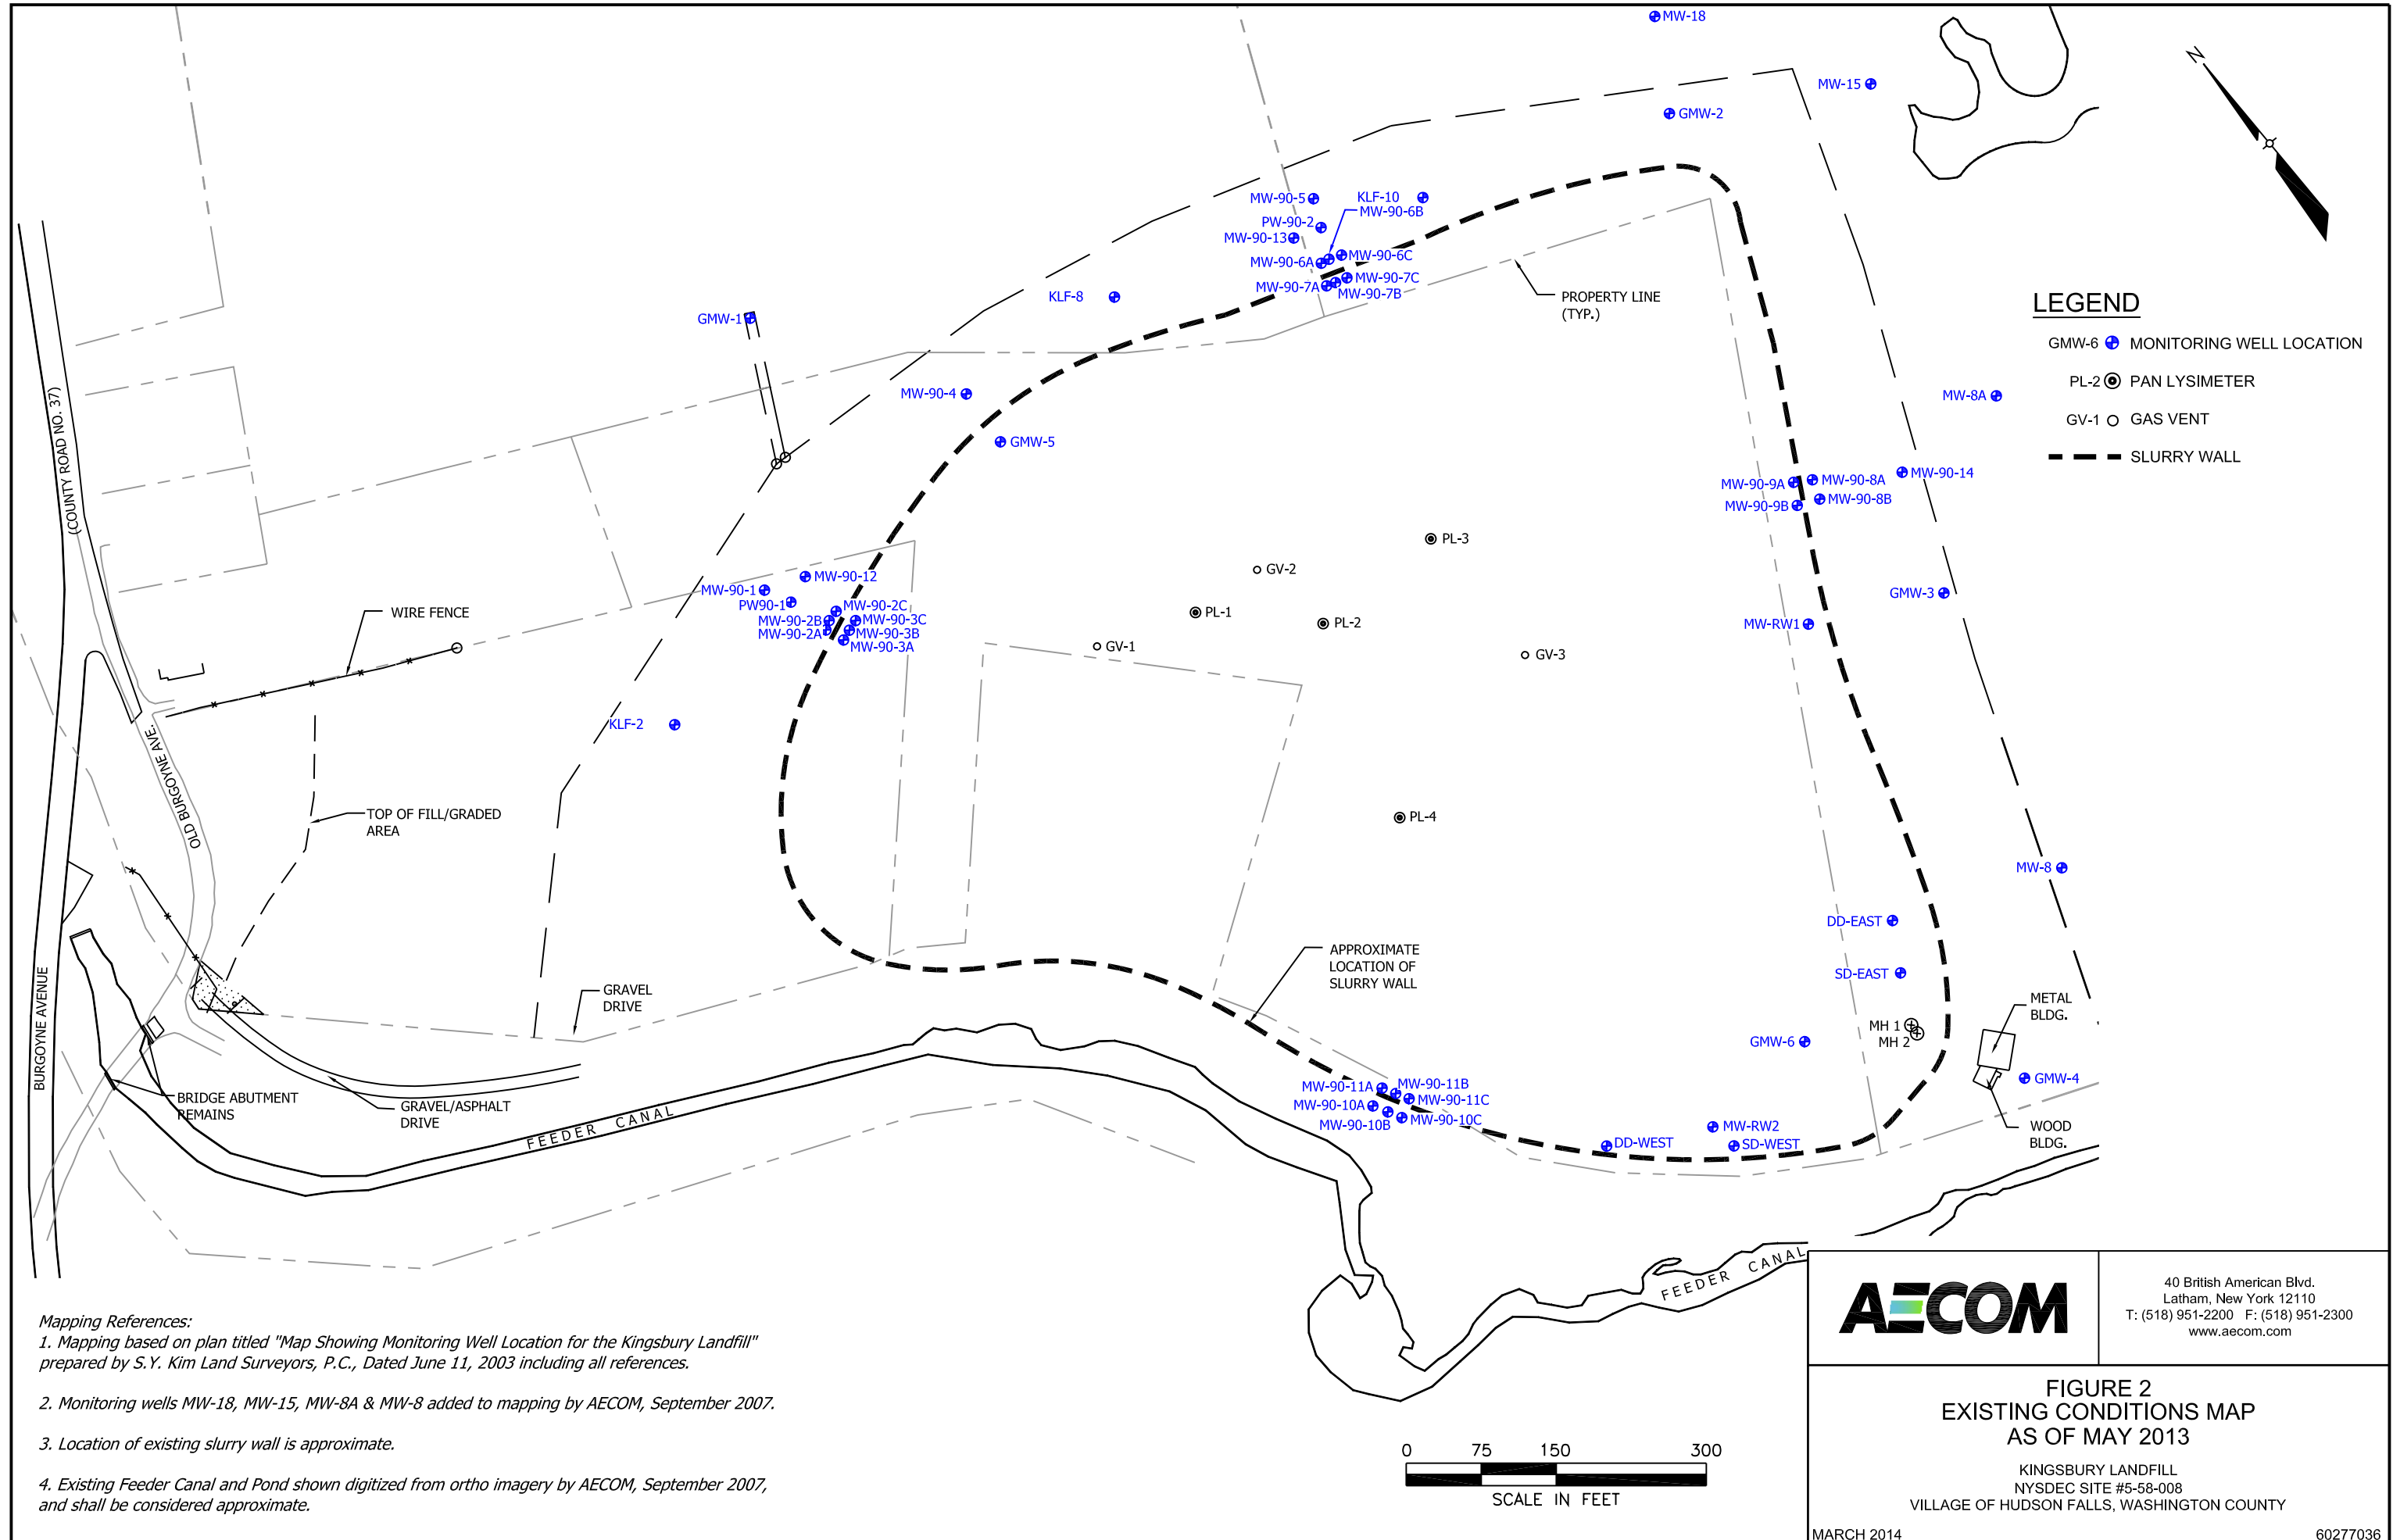 MW-18
N
MW-15
GMW-2
MW-90-5
KLF-10
MW-90-6B
PW-90-2
MW-90-13
MW-90-6C
MW-90-6A
MW-90-7C
MW-90-7A
MW-90-7B
KLF-8
PROPERTY LINE
(TYP.)
GMW-1
LEGEND
GMW-6 MONITORING WELL LOCATION
PL-2 PAN LYSIMETER
GV-1 GAS VENT
SLURRY WALL
MW-90-4
MW-8A
GMW-5
(COUNTY ROAD NO. 37)
MW-90-14
MW-90-9A
MW-90-8A
MW-90-8B
MW-90-9B
PL-3
GV-2
MW-90-12
MW-90-1
PW90-1
MW-90-2C
MW-90-2B
MW-90-3C
MW-90-2A
MW-90-3B
MW-90-3A
WIRE FENCE
PL-1
PL-2
GV-1
GV-3
GMW-3
MW-RW1
KLF-2
OLD BURGOYNE AVE.
TOP OF FILL/GRADED
AREA
PL-4
MW-8
DD-EAST
SD-EAST
APPROXIMATE
LOCATION OF
SLURRY WALL
GRAVEL
DRIVE
METAL
BLDG.
MH 1
MH 2
GMW-6
GMW-4
BURGOYNE AVENUE
BRIDGE ABUTMENT
REMAINS
GRAVEL/ASPHALT
DRIVE
FEEDER CANAL
MW-90-11A
MW-90-11B
MW-90-11C
MW-90-10A
MW-90-10B
MW-90-10C
MW-RW2
DD-WEST
SD-WEST
WOOD
BLDG.
FEEDER CANAL
Mapping References:
1. Mapping based on plan titled "Map Showing Monitoring Well Location for the Kingsbury Landfill"
prepared by S.Y. Kim Land Surveyors, P.C., Dated June 11, 2003 including all references.
2. Monitoring wells MW-18, MW-15, MW-8A & MW-8 added to mapping by AECOM, September 2007.
3. Location of existing slurry wall is approximate.
4. Existing Feeder Canal and Pond shown digitized from ortho imagery by AECOM, September 2007,
and shall be considered approximate.
0 75 150 300
SCALE IN FEET
AECOM
40 British American Blvd.
Latham, New York 12110
T: (518) 951-2200 F: (518) 951-2300
www.aecom.com
FIGURE 2
EXISTING CONDITIONS MAP
AS OF MAY 2013
KINGSBURY LANDFILL
NYSDEC SITE #5-58-008
VILLAGE OF HUDSON FALLS, WASHINGTON COUNTY
MARCH 2014 60277036